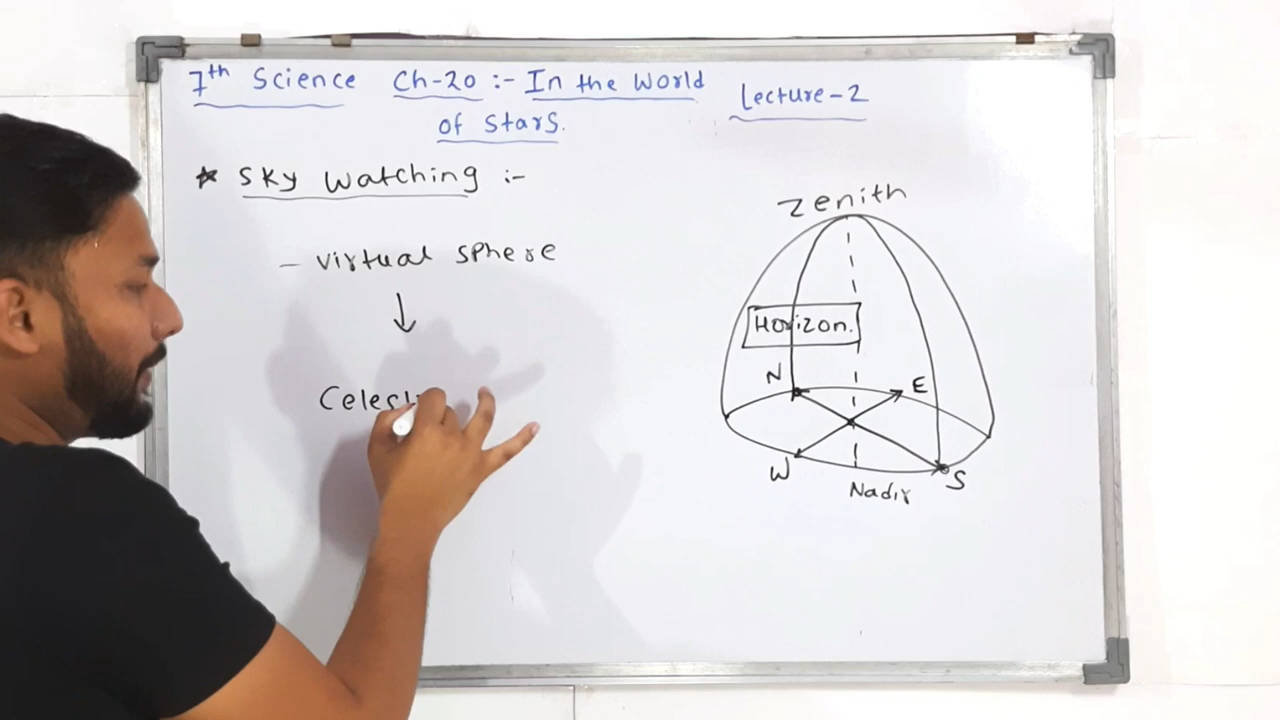 7th Science Ch-20 :- In the World of Stars. Lecture-2
* Sky Watching :-
- Virtual Sphere
↓
Zenith
Horizon.
N
E
W
S
Nadir